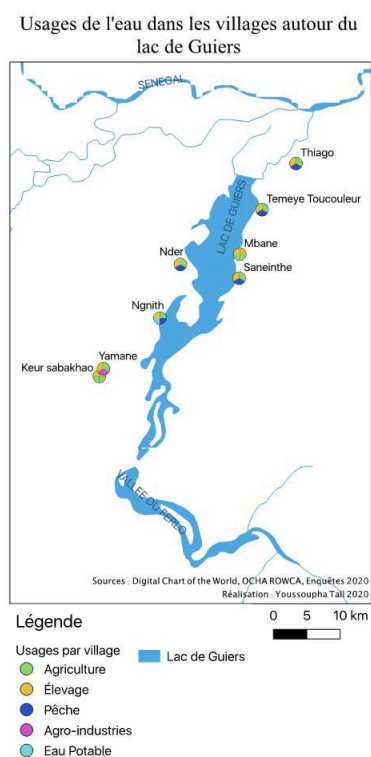 Usages de l'eau dans les villages autour du
lac de Guiers
SENEGAL
Thiago
LAC DE GUIERS
Temeye Toucouleur
Mbane
Nder
Saneinthe
Ngnith
Yamane
Keur sabakhao
VALLEE DU FERLO
Sources : Digital Chart of the World, OCHA ROWCA, Enquêtes 2020
Réalisation : Youssoupha Tall 2020
Légende
0 5 10 km
Usages par village
Lac de Guiers
Agriculture
Élevage
Pêche
Agro-industries
Eau Potable